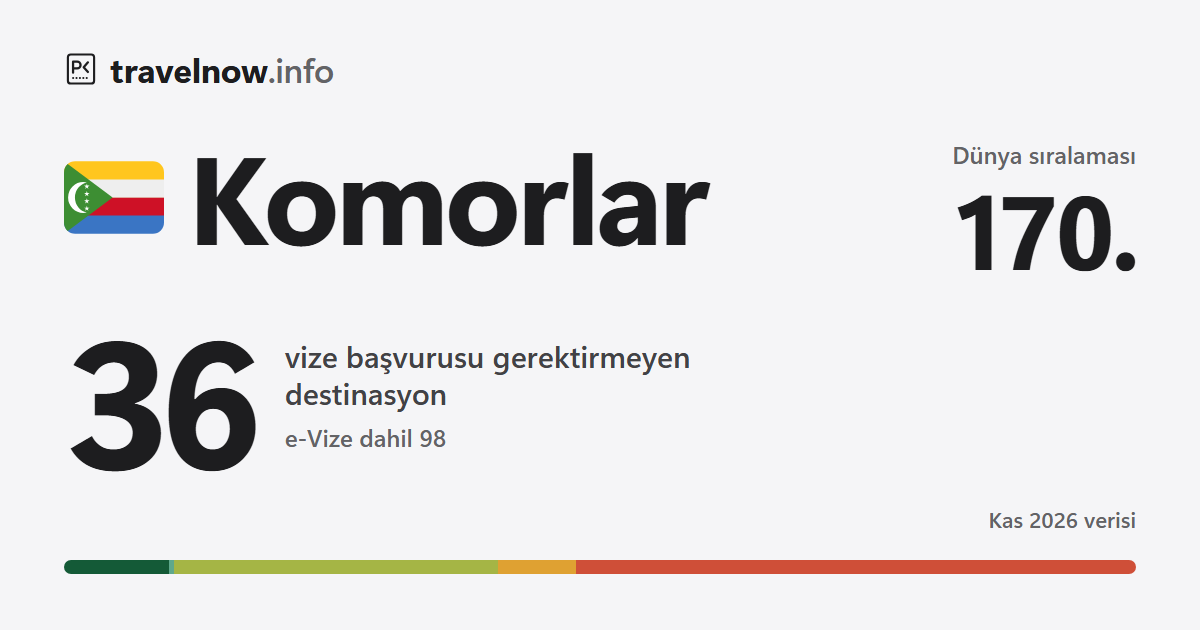 travelnow.info
Komorlar
Dünya sıralaması
170.
36
vize başvurusu gerektirmeyen
destinasyon
e-Vize dahil 98
Kas 2026 verisi